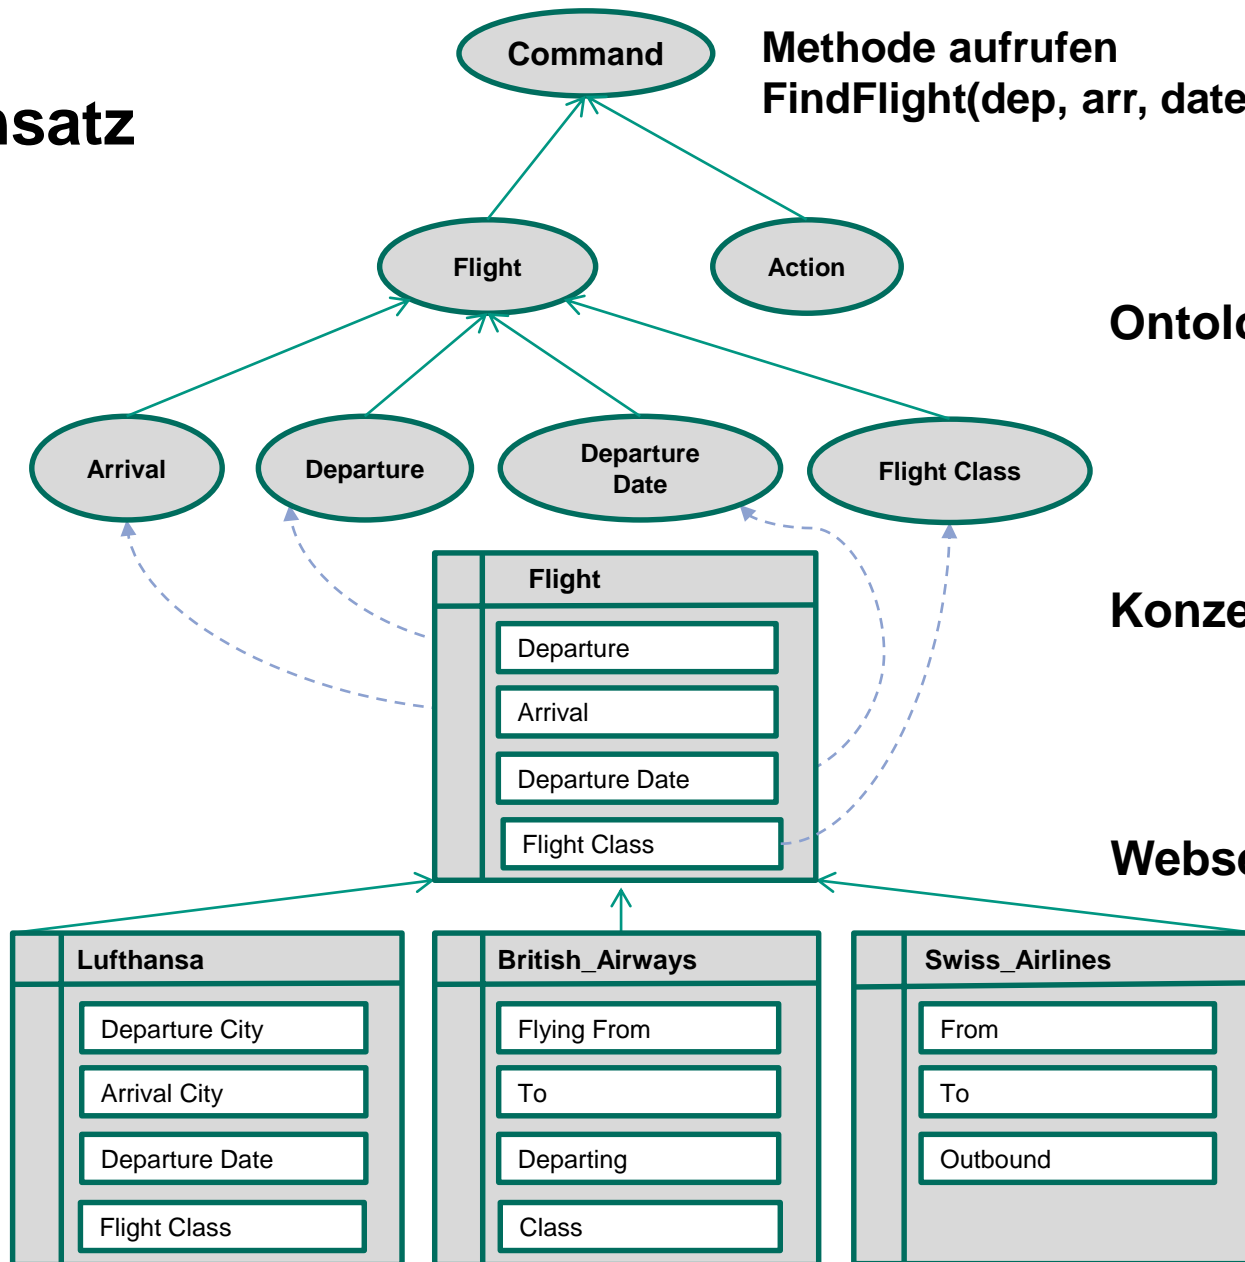 Command
Methode aufrufen
FindFlight(dep, arr, date
nsatz
Flight
Action
Ontolo
Arrival
Departure
Departure
Date
Flight Class
Flight
Konze
Departure
Arrival
Departure Date
Flight Class
Webse
Lufthansa
Departure City
Arrival City
Departure Date
Flight Class
British_Airways
Flying From
To
Departing
Class
Swiss_Airlines
From
To
Outbound